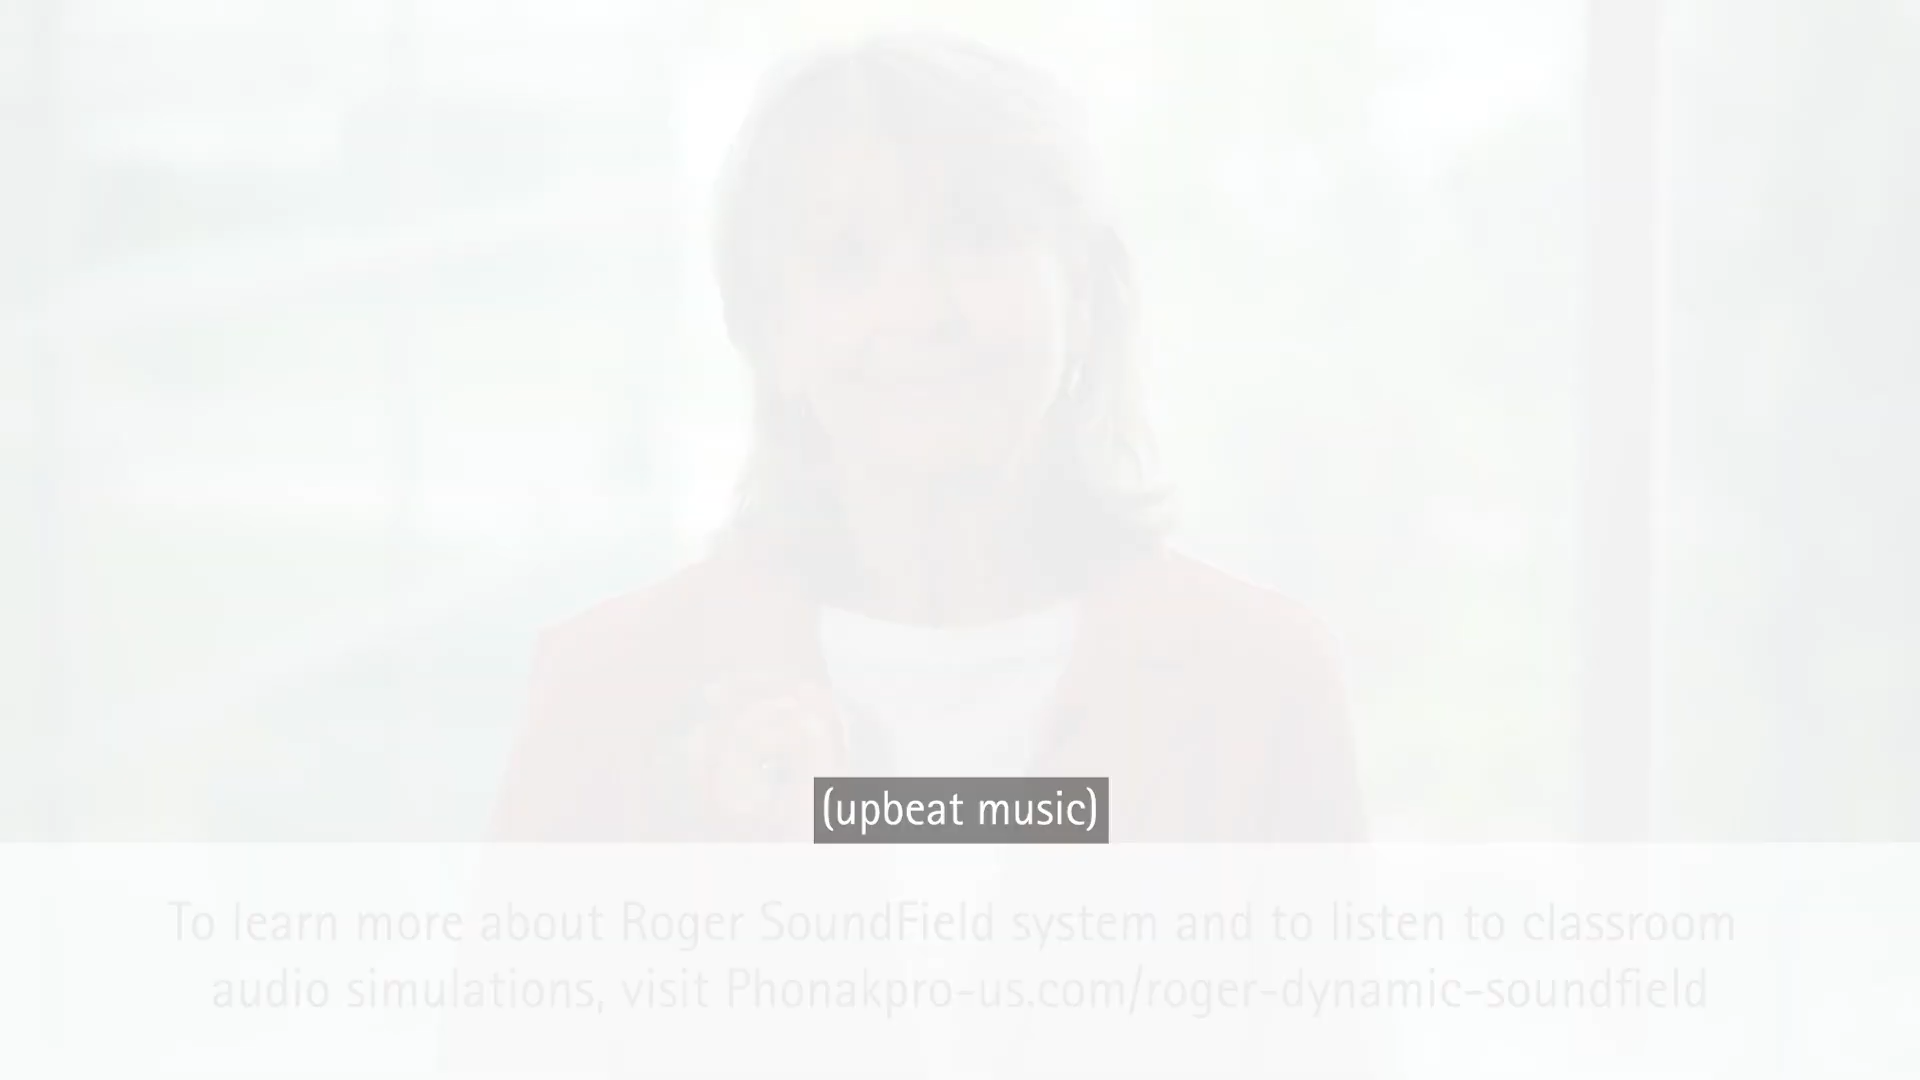 (upbeat music)
To learn more about Roger SoundField system and to listen to classroom
audio simulations, visit Phonakpro-us.com/roger-dynamic-soundfield